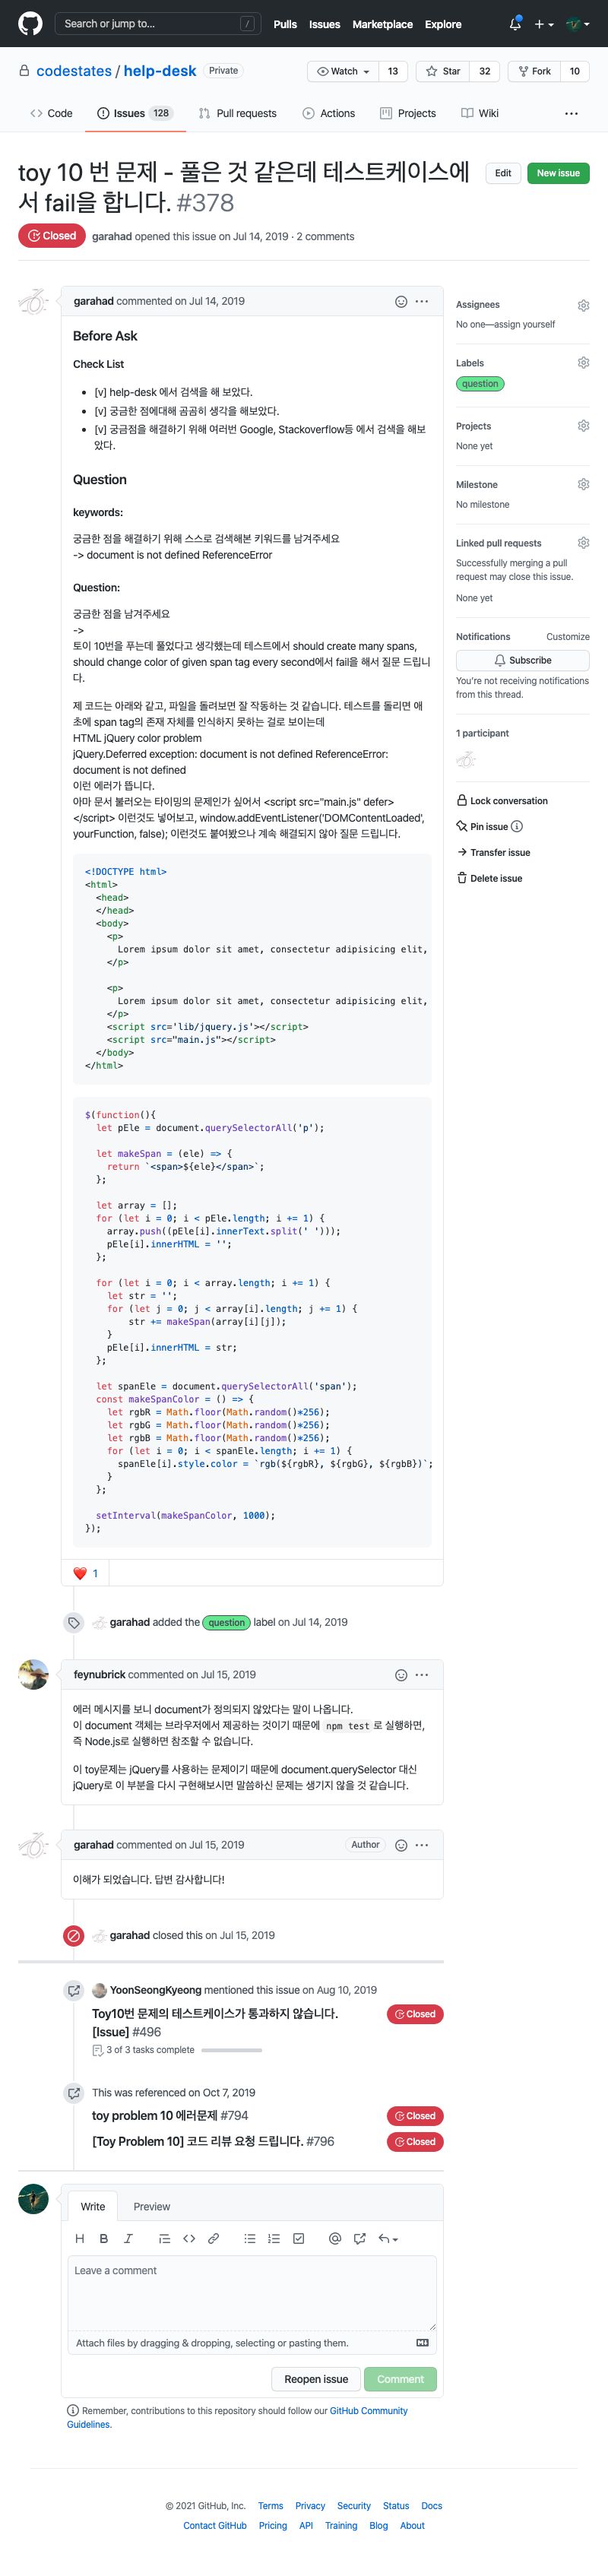 Search or jump to... /
Pulls Issues Marketplace Explore
codestates / help-desk Private
Watch 13 Star 32 Fork 10
Code Issues 128 Pull requests Actions Projects Wiki ...
toy 10 번 문제 - 풀은 것 같은데 테스트케이스에
서 fail을 합니다. #378
Edit New issue
Closed garahad opened this issue on Jul 14, 2019 · 2 comments
garahad commented on Jul 14, 2019
Before Ask
Check List
[v] help-desk 에서 검색을 해 보았다.
[v] 궁금한 점에대해 곰곰히 생각을 해보았다.
[v] 궁금점을 해결하기 위해 여러번 Google, Stackoverflow등 에서 검색을 해보
았다.
Question
keywords:
궁금한 점을 해결하기 위해 스스로 검색해본 키워드를 남겨주세요
-> document is not defined ReferenceError
Question:
궁금한 점을 남겨주세요
->
토이 10번을 푸는데 풀었다고 생각했는데 테스트에서 should create many spans,
should change color of given span tag every second에서 fail을 해서 질문 드립니
다.
제 코드는 아래와 같고, 파일을 돌려보면 잘 작동하는 것 같습니다. 테스트를 돌리면 애
초에 span tag의 존재 자체를 인식하지 못하는 걸로 보이는데
HTML jQuery color problem
jQuery.Deferred exception: document is not defined ReferenceError:
document is not defined
이런 에러가 뜹니다.
아마 문서 불러오는 타이밍의 문제인가 싶어서 <script src="main.js" defer>
</script> 이런것도 넣어보고, window.addEventListener('DOMContentLoaded',
yourFunction, false); 이런것도 붙여봤으나 계속 해결되지 않아 질문 드립니다.
<!DOCTYPE html>
<html>
<head>
</head>
<body>
<p>
Lorem ipsum dolor sit amet, consectetur adipisicing elit,
</p>
<p>
Lorem ipsum dolor sit amet, consectetur adipisicing elit,
</p>
<script src='lib/jquery.js'></script>
<script src="main.js"></script>
</body>
</html>
$(function(){
let pEle = document.querySelectorAll('p');
let makeSpan = (ele) => {
return `<span>${ele}</span>`;
};
let array = [];
for (let i = 0; i < pEle.length; i += 1) {
array.push((pEle[i].innerText.split(' ')));
pEle[i].innerHTML = '';
};
for (let i = 0; i < array.length; i += 1) {
let str = '';
for (let j = 0; j < array[i].length; j += 1) {
str += makeSpan(array[i][j]);
}
pEle[i].innerHTML = str;
};
let spanEle = document.querySelectorAll('span');
const makeSpanColor = () => {
let rgbR = Math.floor(Math.random()*256);
let rgbG = Math.floor(Math.random()*256);
let rgbB = Math.floor(Math.random()*256);
for (let i = 0; i < spanEle.length; i += 1) {
spanEle[i].style.color = `rgb(${rgbR}, ${rgbG}, ${rgbB})`;
}
};
setInterval(makeSpanColor, 1000);
});
1
garahad added the question label on Jul 14, 2019
feynubrick commented on Jul 15, 2019
에러 메시지를 보니 document가 정의되지 않았다는 말이 나옵니다.
이 document 객체는 브라우저에서 제공하는 것이기 때문에 npm test 로 실행하면,
즉 Node.js로 실행하면 참조할 수 없습니다.
이 toy문제는 jQuery를 사용하는 문제이기 때문에 document.querySelector 대신
jQuery로 이 부분을 다시 구현해보시면 말씀하신 문제는 생기지 않을 것 같습니다.
garahad commented on Jul 15, 2019 Author
이해가 되었습니다. 답변 감사합니다!
garahad closed this on Jul 15, 2019
YoonSeongKyeong mentioned this issue on Aug 10, 2019
Toy10번 문제의 테스트케이스가 통과하지 않습니다.
[Issue] #496
Closed
3 of 3 tasks complete
This was referenced on Oct 7, 2019
toy problem 10 에러문제 #794 Closed
[Toy Problem 10] 코드 리뷰 요청 드립니다. #796 Closed
Write Preview
Leave a comment
Attach files by dragging & dropping, selecting or pasting them.
Reopen issue Comment
Remember, contributions to this repository should follow our GitHub Community
Guidelines.
Assignees
No one—assign yourself
Labels
question
Projects
None yet
Milestone
No milestone
Linked pull requests
Successfully merging a pull
request may close this issue.
None yet
Notifications Customize
Subscribe
You're not receiving notifications
from this thread.
1 participant
Lock conversation
Pin issue
Transfer issue
Delete issue
© 2021 GitHub, Inc. Terms Privacy Security Status Docs
Contact GitHub Pricing API Training Blog About